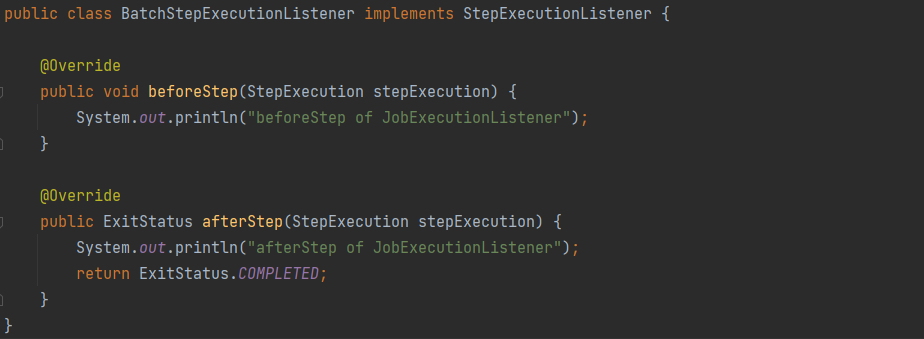 public class BatchStepExecutionListener implements StepExecutionListener {
@Override
public void beforeStep(StepExecution stepExecution) {
System.out.println("beforeStep of JobExecutionListener");
}
@Override
public ExitStatus afterStep(StepExecution stepExecution) {
System.out.println("afterStep of JobExecutionListener");
return ExitStatus.COMPLETED;
}
}